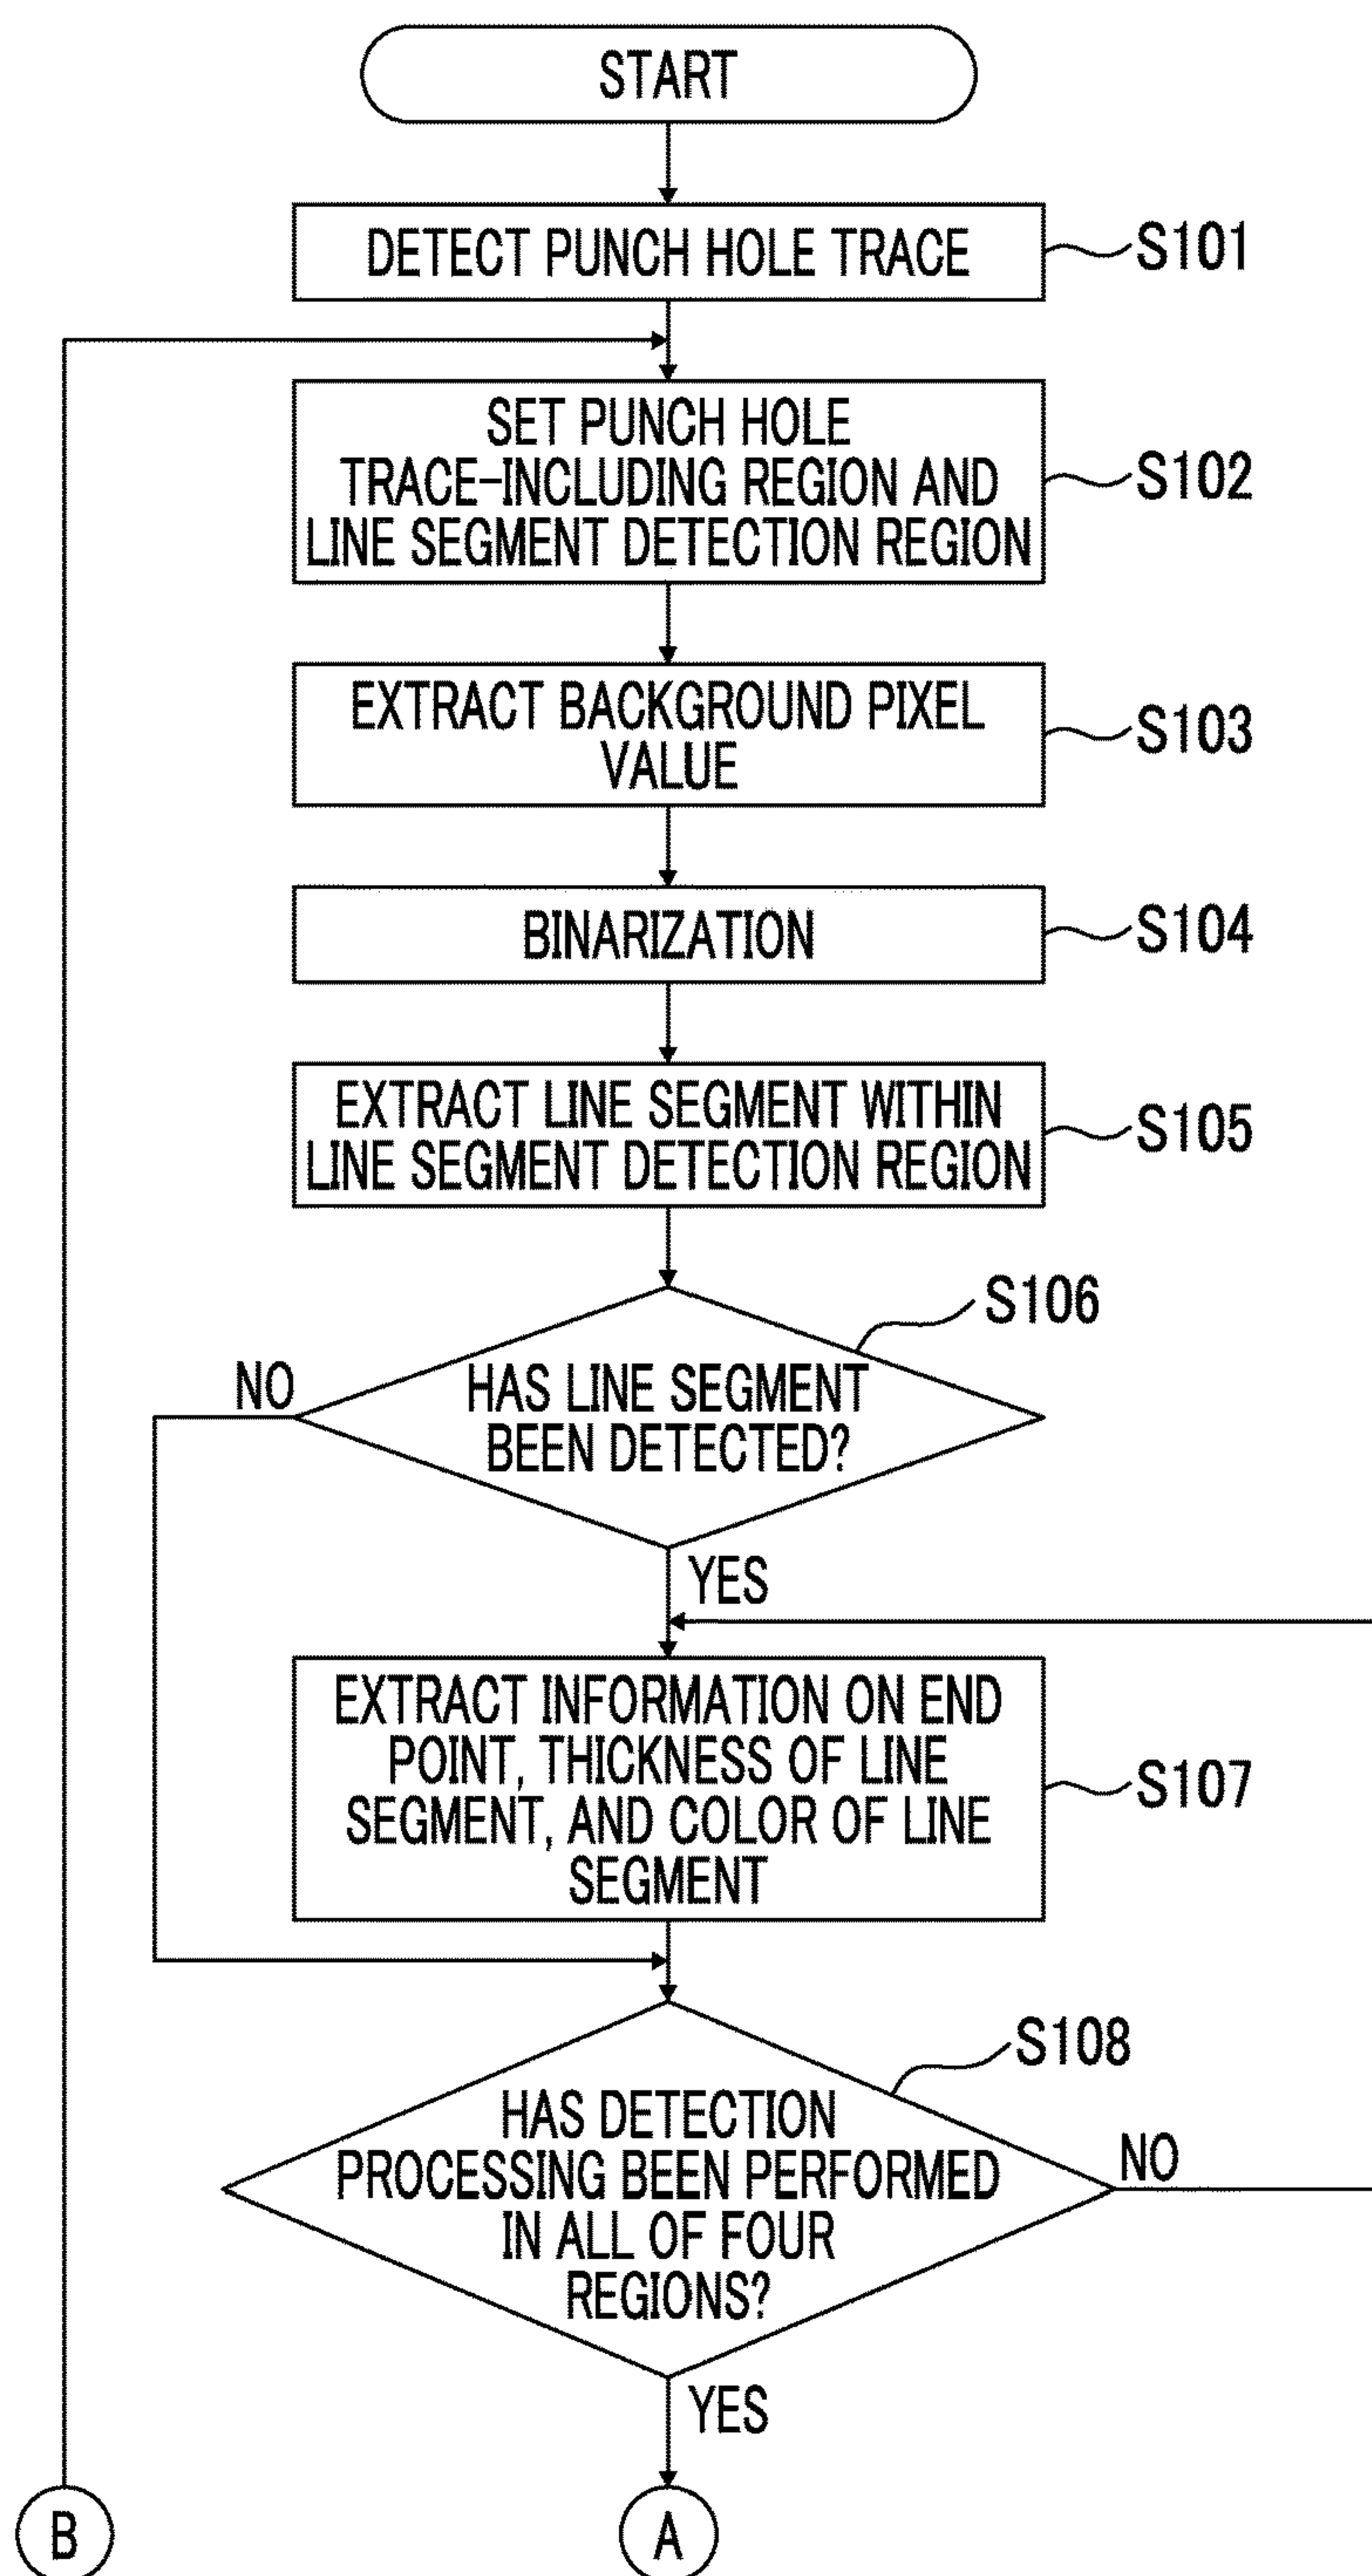 START
DETECT PUNCH HOLE TRACE
S101
SET PUNCH HOLE
TRACE-INCLUDING REGION AND
LINE SEGMENT DETECTION REGION
S102
EXTRACT BACKGROUND PIXEL
VALUE
S103
BINARIZATION
S104
EXTRACT LINE SEGMENT WITHIN
LINE SEGMENT DETECTION REGION
S105
S106
HAS LINE SEGMENT
BEEN DETECTED?
NO
YES
EXTRACT INFORMATION ON END
POINT, THICKNESS OF LINE
SEGMENT, AND COLOR OF LINE
SEGMENT
S107
S108
HAS DETECTION
PROCESSING BEEN PERFORMED
IN ALL OF FOUR
REGIONS?
NO
YES
B
A